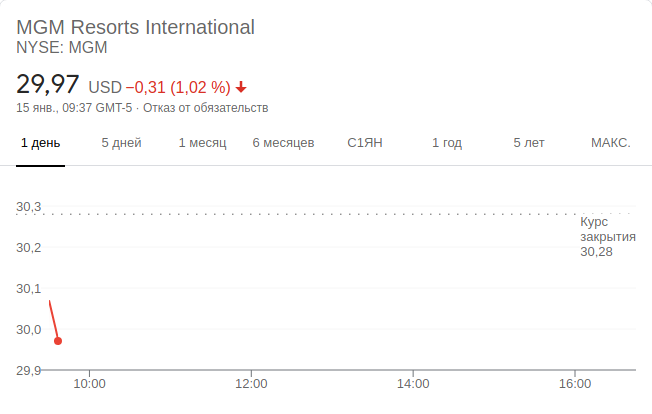 MGM Resorts International
NYSE: MGM
29,97 USD −0,31 (1,02 %)
15 янв., 09:37 GMT-5 · Отказ от обязательств
1 день 5 дней 1 месяц 6 месяцев С1ЯН 1 год 5 лет МАКС.
30,3
Курс
закрытия
30,28
30,2
30,1
30,0
29,9
10:00 12:00 14:00 16:00